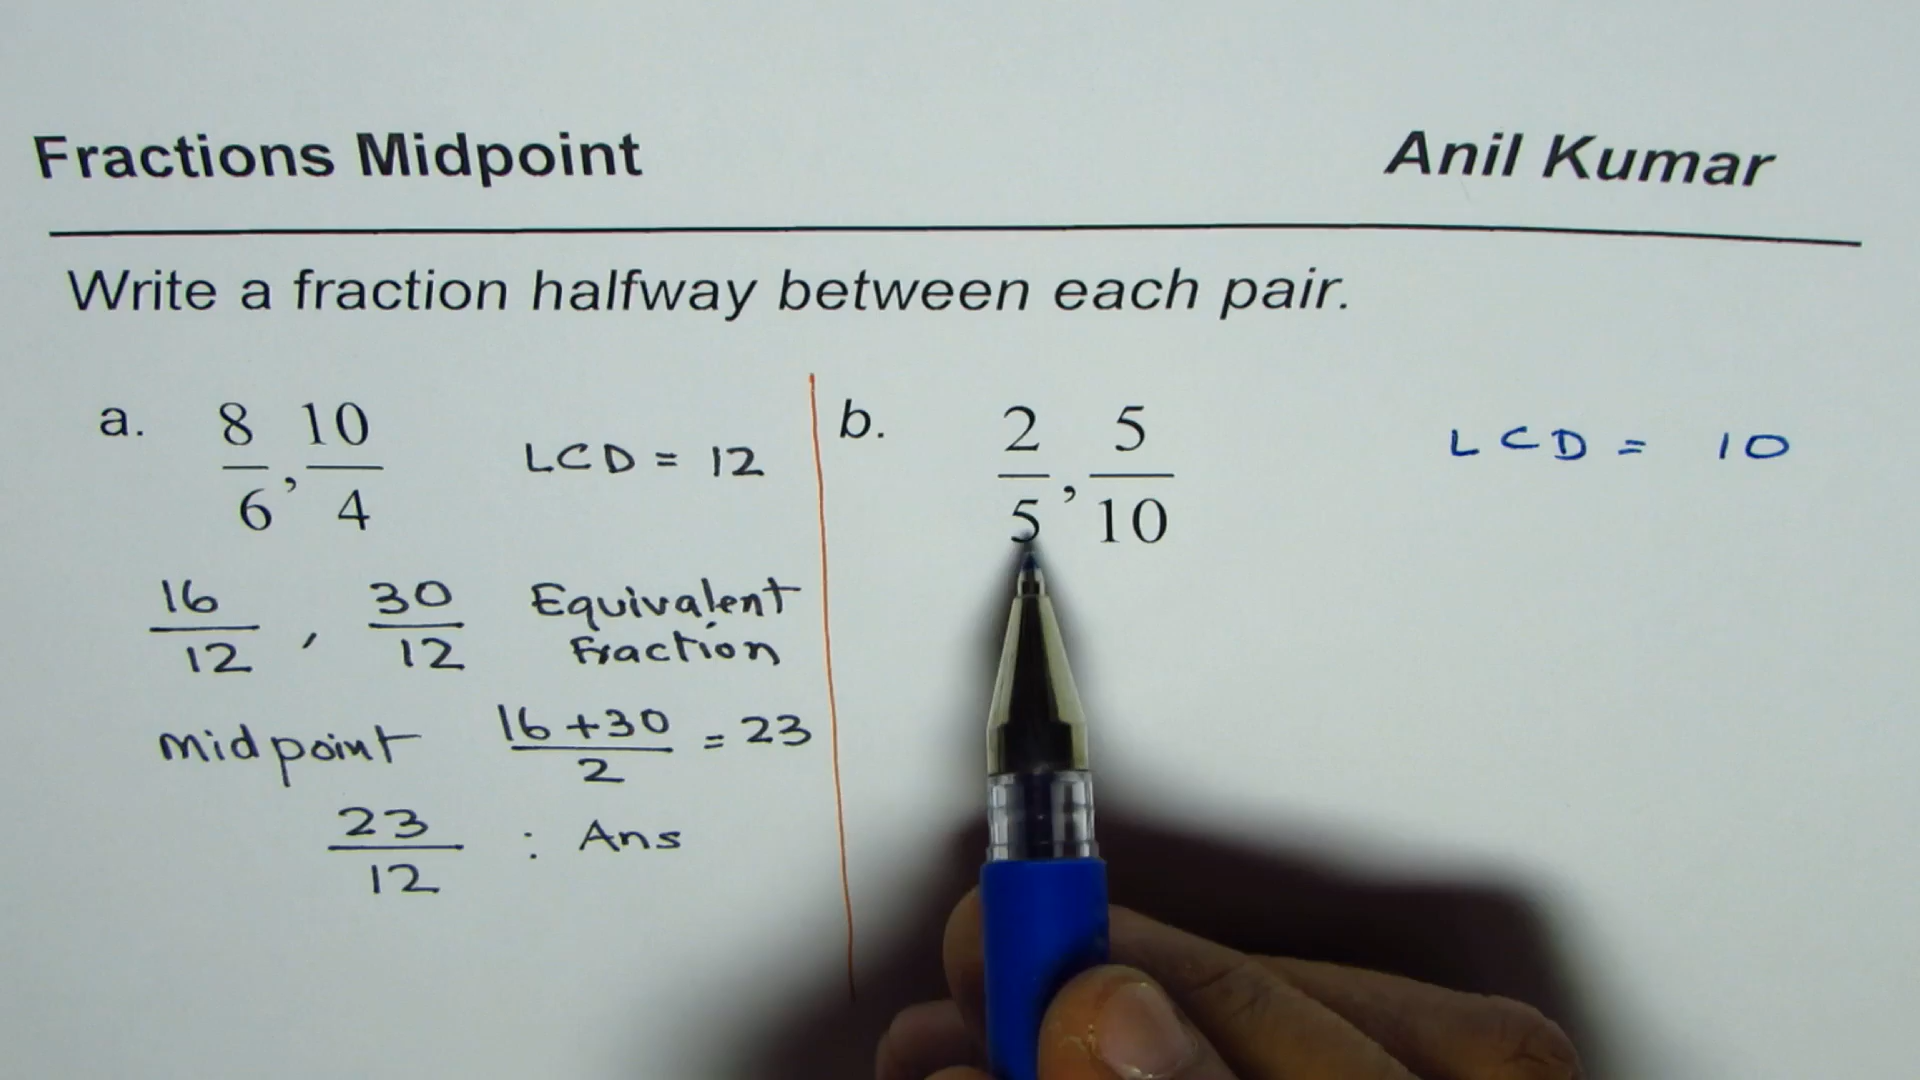 Fractions Midpoint
Anil Kumar
Write a fraction halfway between each pair.
a. 8/6, 10/4
LCD = 12
16/12, 30/12 Equivalent Fraction
midpoint (16+30)/2 = 23
23/12 : Ans
b. 2/5, 5/10
LCD = 10